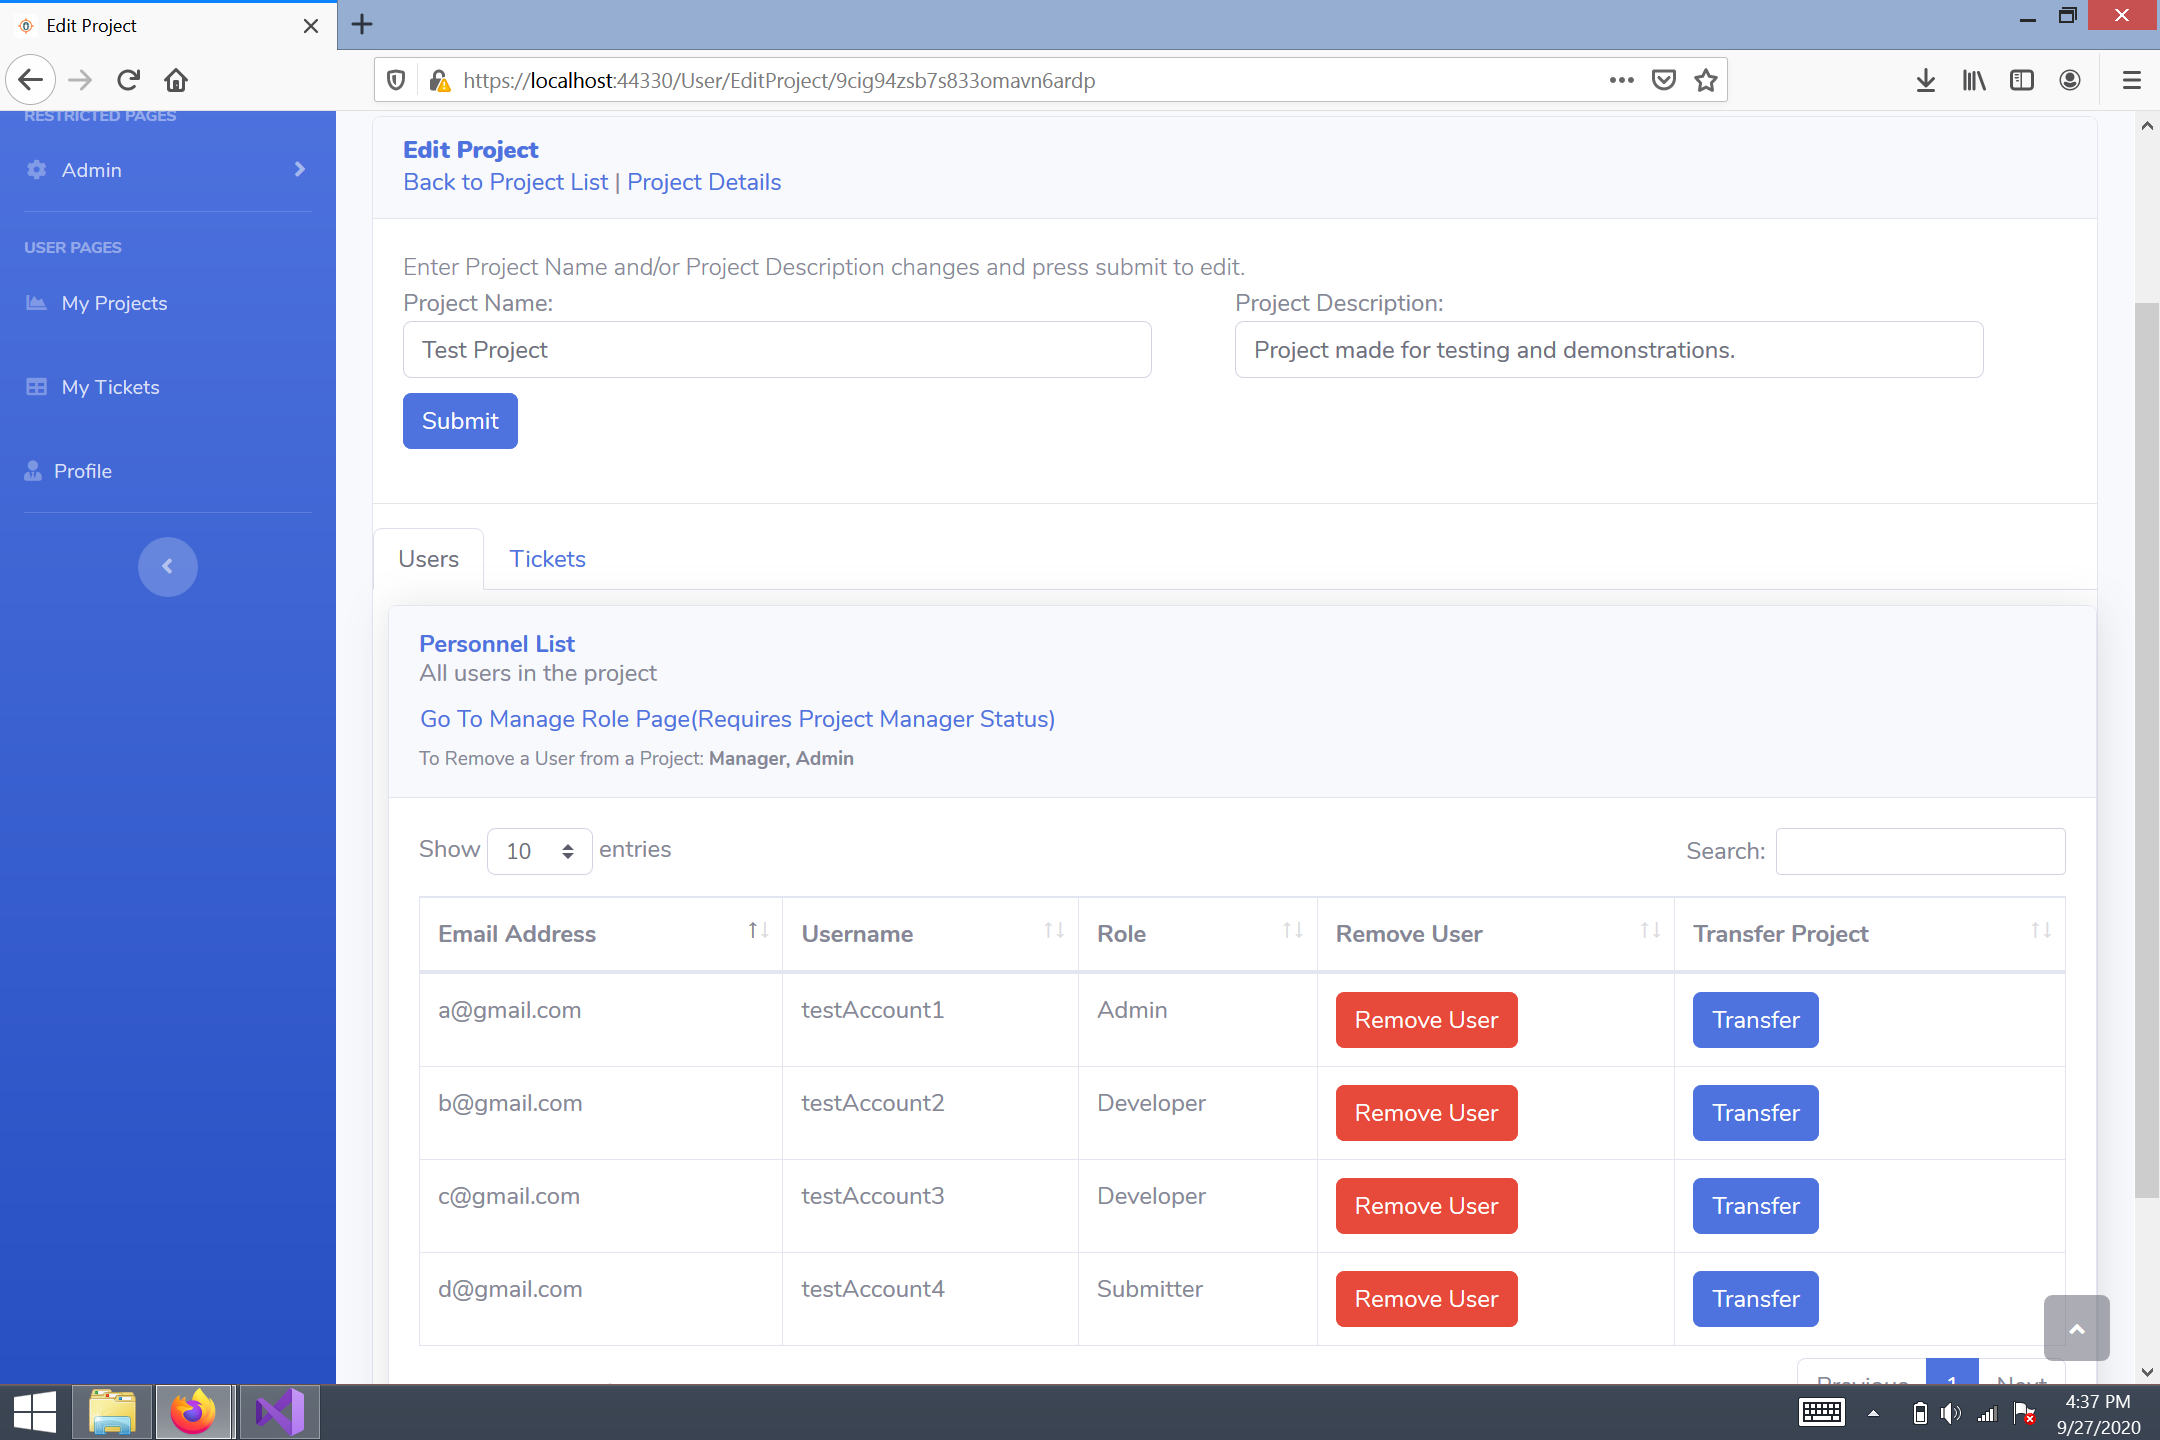 Edit Project
https://localhost:44330/User/EditProject/9cig94zsb7s833omavn6ardp
RESTRICTED PAGES
Admin
USER PAGES
My Projects
My Tickets
Profile
Edit Project
Back to Project List | Project Details
Enter Project Name and/or Project Description changes and press submit to edit.
Project Name: Project Description:
Test Project Project made for testing and demonstrations.
Submit
Users Tickets
Personnel List
All users in the project
Go To Manage Role Page(Requires Project Manager Status)
To Remove a User from a Project: Manager, Admin
Show 10 entries Search:
Email Address Username Role Remove User Transfer Project
a@gmail.com testAccount1 Admin Remove User Transfer
b@gmail.com testAccount2 Developer Remove User Transfer
c@gmail.com testAccount3 Developer Remove User Transfer
d@gmail.com testAccount4 Submitter Remove User Transfer
Previous 1 Next
4:37 PM
9/27/2020